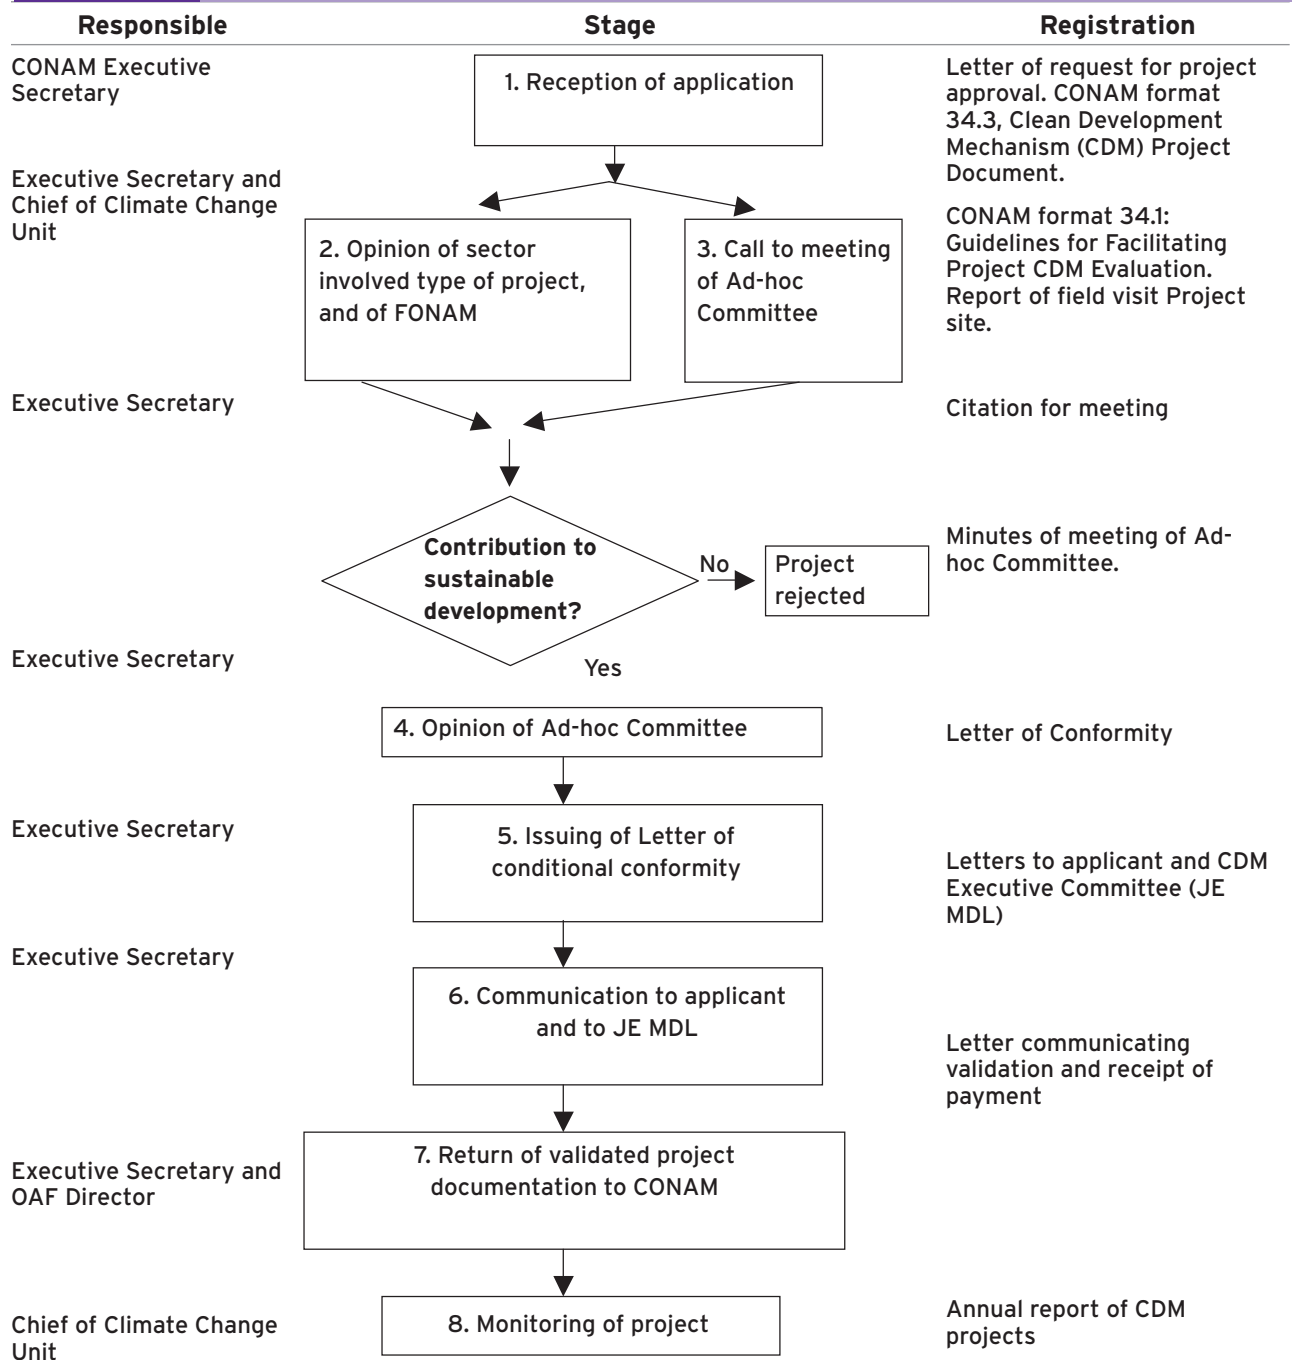 Responsible
Stage
Registration
CONAM Executive
Secretary
1. Reception of application
Letter of request for project
approval. CONAM format
34.3, Clean Development
Mechanism (CDM) Project
Document.
Executive Secretary and
Chief of Climate Change
Unit
2. Opinion of sector
involved type of project,
and of FONAM
3. Call to meeting
of Ad-hoc
Committee
CONAM format 34.1:
Guidelines for Facilitating
Project CDM Evaluation.
Report of field visit Project
site.
Executive Secretary
Citation for meeting
Contribution to
sustainable
development?
No
Project
rejected
Minutes of meeting of Ad-
hoc Committee.
Executive Secretary
Yes
4. Opinion of Ad-hoc Committee
Letter of Conformity
Executive Secretary
5. Issuing of Letter of
conditional conformity
Letters to applicant and CDM
Executive Committee (JE
MDL)
Executive Secretary
6. Communication to applicant
and to JE MDL
Letter communicating
validation and receipt of
payment
Executive Secretary and
OAF Director
7. Return of validated project
documentation to CONAM
Chief of Climate Change
Unit
8. Monitoring of project
Annual report of CDM
projects